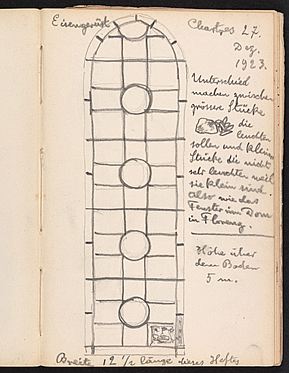 Eisengerüst
Chartres 27.
Dez.
1923.
Unterschied
machen zwischen
grössere Stücke
die
leuchten
sollen und kleine
Stücke die nicht
sehr leuchten weil
sie klein sind
also wie das
Fenster im Dom
in Florenz.
Höhe über
dem Boden
5 m.
Breite 12 1/2 länge dieses Heftes